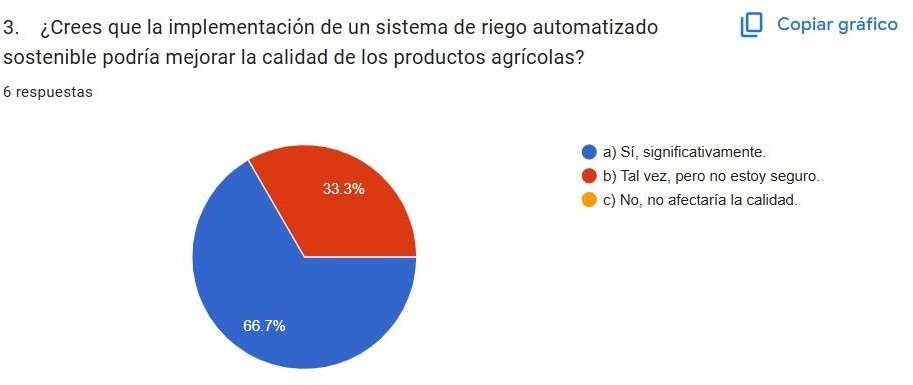 3. ¿Crees que la implementación de un sistema de riego automatizado
sostenible podría mejorar la calidad de los productos agrícolas?
Copiar gráfico
6 respuestas
33.3%
66.7%
a) Sí, significativamente.
b) Tal vez, pero no estoy seguro.
c) No, no afectaría la calidad.